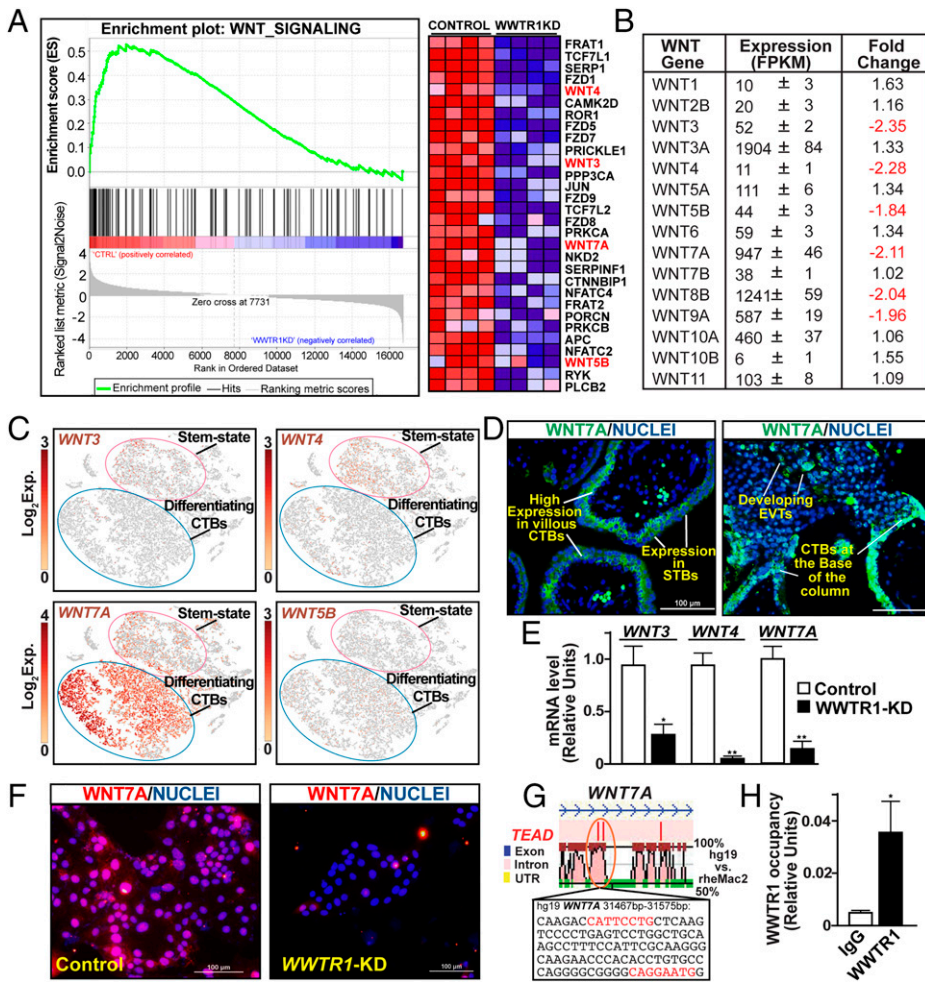 A
Enrichment plot: WNT_SIGNALING
Enrichment score (ES)
0.5
0.4
0.3
0.2
0.1
0.0
'CTRL' (positively correlated)
Ranked list metric (Signal2Noise)
4
2
0
-2
-4
Zero cross at 7731
'WWTR1KD' (negatively correlated)
0 2000 4000 6000 8000 10000 12000 14000 16000
Rank in Ordered Dataset
Enrichment profile Hits Ranking metric scores
CONTROL WWTR1KD
FRAT1
TCF7L1
SERP1
FZD1
WNT4
CAMK2D
ROR1
FZD5
FZD7
PRICKLE1
WNT3
PPP3CA
JUN
FZD9
TCF7L2
FZD8
PRKCA
WNT7A
NKD2
SERPINF1
CTNNBIP1
NFATC4
FRAT2
PORCN
PRKCB
APC
NFATC2
WNT5B
RYK
PLCB2
B
WNT Gene Expression (FPKM) Fold Change
WNT1 10 ± 3 1.63
WNT2B 20 ± 3 1.16
WNT3 52 ± 2 -2.35
WNT3A 1904 ± 84 1.33
WNT4 11 ± 1 -2.28
WNT5A 111 ± 6 1.34
WNT5B 44 ± 3 -1.84
WNT6 59 ± 3 1.34
WNT7A 947 ± 46 -2.11
WNT7B 38 ± 1 1.02
WNT8B 1241 ± 59 -2.04
WNT9A 587 ± 19 -1.96
WNT10A 460 ± 37 1.06
WNT10B 6 ± 1 1.55
WNT11 103 ± 8 1.09
C
Log2Exp.
3
0
WNT3
Stem-state
Differentiating
CTBs
3
0
WNT4
Stem-state
Differentiating
CTBs
Log2Exp.
4
0
WNT7A
Stem-state
Differentiating
CTBs
3
0
WNT5B
Stem-state
Differentiating
CTBs
D
WNT7A/NUCLEI
High
Expression
in villous
CTBs
Expression
in
STBs
100 µm
WNT7A/NUCLEI
Developing
EVTs
CTBs at
the Base
of the
column
E
mRNA level
(Relative Units)
1.0
0.5
0
WNT3 WNT4 WNT7A
* ** **
Control
WWTR1-KD
F
WNT7A/NUCLEI
Control
100 µm
WNT7A/NUCLEI
WWTR1-KD
100 µm
G
WNT7A
TEAD
Exon
Intron
UTR
100%
hg19
vs.
rheMac2
50%
hg19 WNT7A 31467bp-31575bp:
CAAGACCATTCCTGCTCAAG
TCCCCTGAGTCCTGGCTGCA
AGCCTTTCCATTCGCAAGGG
CAAGAACCCACACCTGTGCC
CAGGGGCGGGGCAGGAATGG
H
WWTR1 occupancy
(Relative Units)
0.04
0.02
0
*
IgG
WWTR1